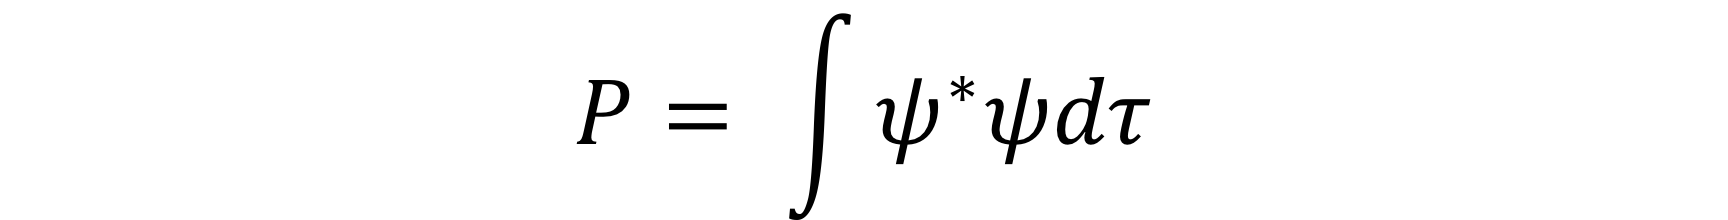 P = ∫ ψ*ψdτ